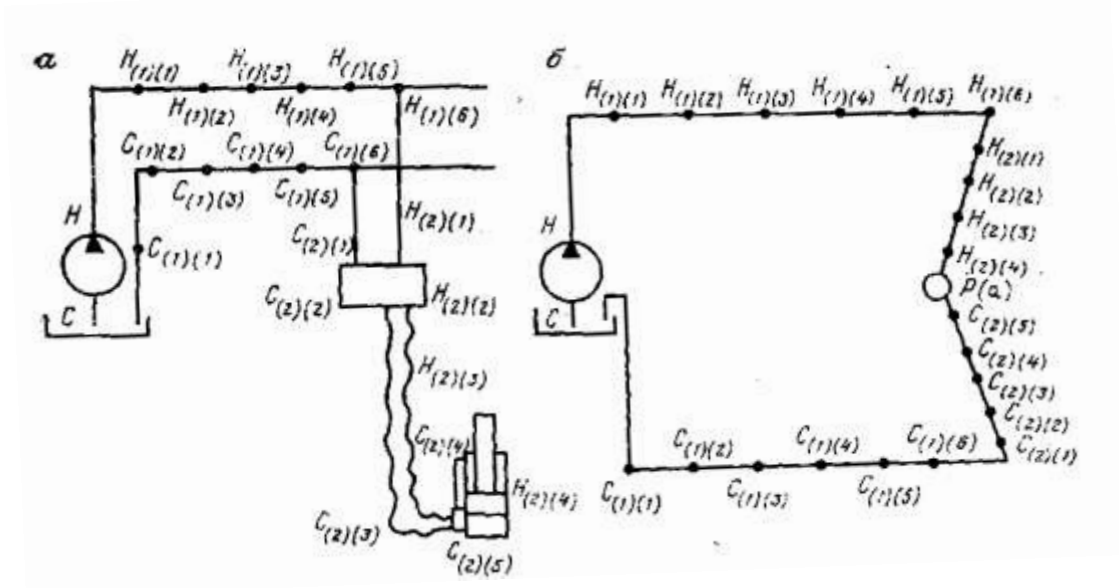 а
H(1)(1)
H(1)(3)
H(1)(5)
H(1)(2)
H(1)(4)
H(1)(6)
C(1)(2)
C(1)(4)
C(1)(6)
C(1)(3)
C(1)(5)
H
H(2)(1)
C(2)(1)
C(1)(1)
C(2)(2)
H(2)(2)
C
H(2)(3)
C(2)(4)
H(2)(4)
C(2)(3)
C(2)(5)
б
H(1)(1)
H(1)(2)
H(1)(3)
H(1)(4)
H(1)(5)
H(1)(6)
H(2)(1)
H(2)(2)
H(2)(3)
H
H(2)(4)
P(a)
C
C(2)(5)
C(2)(4)
C(2)(3)
C(2)(2)
C(2)(1)
C(1)(2)
C(1)(4)
C(1)(6)
C(1)(1)
C(1)(3)
C(1)(5)